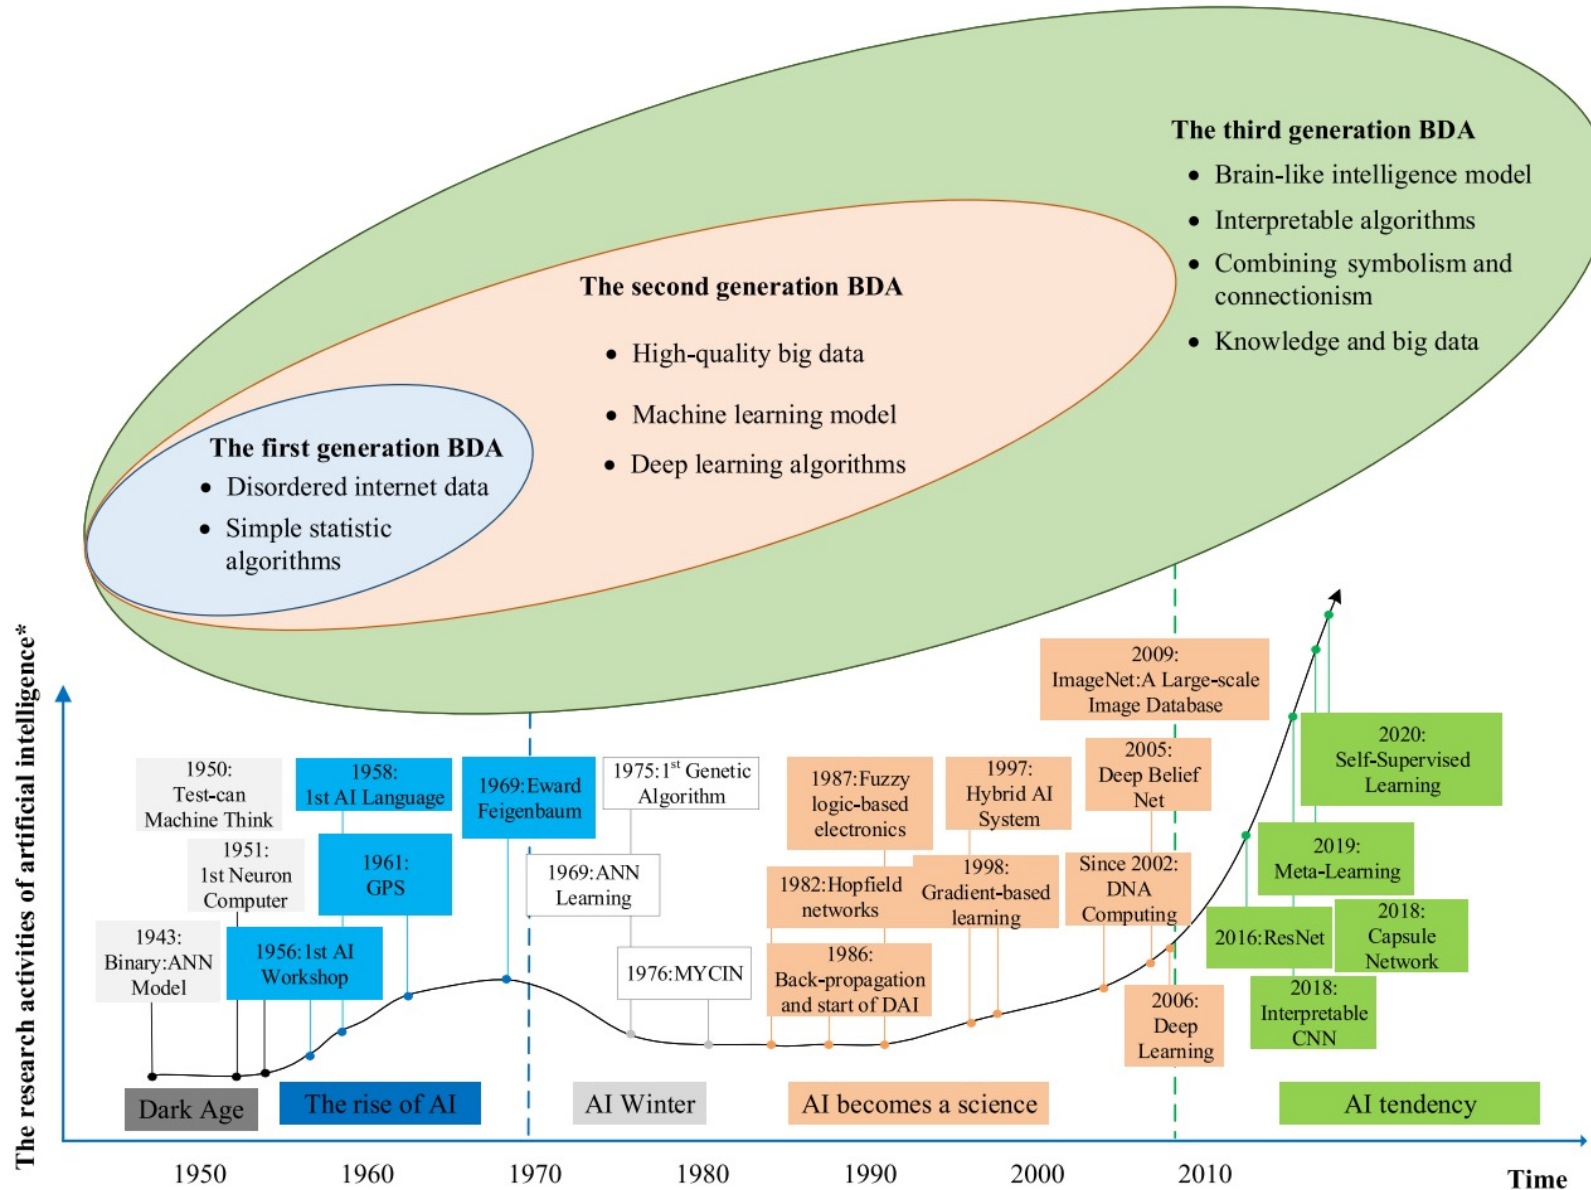 The third generation BDA
• Brain-like intelligence model
• Interpretable algorithms
• Combining symbolism and
connectionism
• Knowledge and big data
The second generation BDA
• High-quality big data
• Machine learning model
• Deep learning algorithms
The first generation BDA
• Disordered internet data
• Simple statistic
algorithms
The research activities of artificial intelligence*
1950:
Test-can
Machine Think
1951:
1st Neuron
Computer
1943:
Binary:ANN
Model
1958:
1st AI Language
1961:
GPS
1956:1st AI
Workshop
1969:Eward
Feigenbaum
1975:1st Genetic
Algorithm
1969:ANN
Learning
1976:MYCIN
1987:Fuzzy
logic-based
electronics
1982:Hopfield
networks
1986:
Back-propagation
and start of DAI
1997:
Hybrid AI
System
1998:
Gradient-based
learning
2009:
ImageNet:A Large-scale
Image Database
2005:
Deep Belief
Net
Since 2002:
DNA
Computing
2006:
Deep
Learning
2020:
Self-Supervised
Learning
2019:
Meta-Learning
2016:ResNet
2018:
Capsule
Network
2018:
Interpretable
CNN
Dark Age
The rise of AI
AI Winter
AI becomes a science
AI tendency
1950
1960
1970
1980
1990
2000
2010
Time